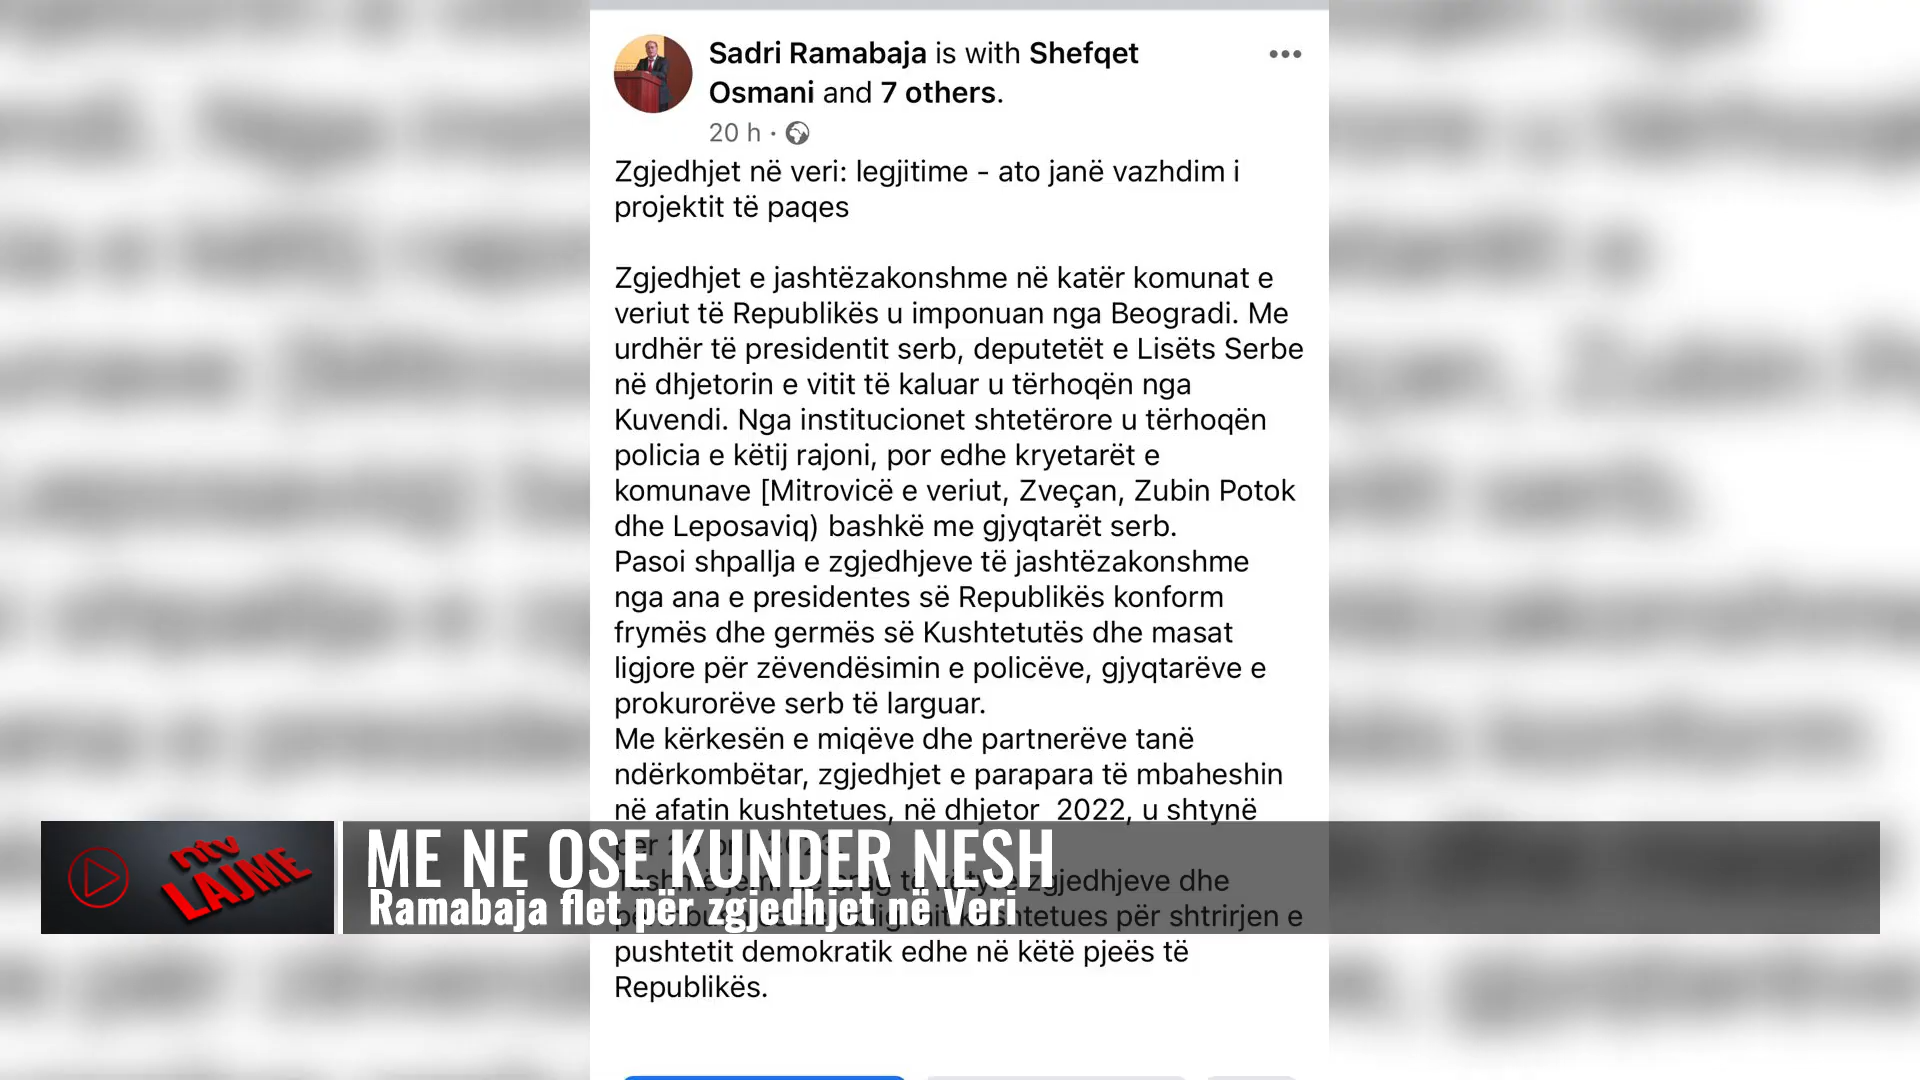 Sadri Ramabaja is with Shefqet
Osmani and 7 others.
20 h ·
Zgjedhjet në veri: legjitime - ato janë vazhdim i
projektit të paqes
Zgjedhjet e jashtëzakonshme në katër komunat e
veriut të Republikës u imponuan nga Beogradi. Me
urdhër të presidentit serb, deputetët e Lisëts Serbe
në dhjetorin e vitit të kaluar u tërhoqën nga
Kuvendi. Nga institucionet shtetërore u tërhoqën
policia e këtij rajoni, por edhe kryetarët e
komunave [Mitrovicë e veriut, Zveçan, Zubin Potok
dhe Leposaviq) bashkë me gjyqtarët serb.
Pasoi shpallja e zgjedhjeve të jashtëzakonshme
nga ana e presidentes së Republikës konform
frymës dhe germës së Kushtetutës dhe masat
ligjore për zëvendësimin e policëve, gjyqtarëve e
prokurorëve serb të larguar.
Me kërkesën e miqëve dhe partnerëve tanë
ndërkombëtar, zgjedhjet e parapara të mbaheshin
në afatin kushtetues, në dhjetor 2022, u shtynë
për
zgjedhjeve dhe
kushtetues për shtrirjen e
pushtetit demokratik edhe në këtë pjeës të
Republikës.
ntv
LAJME
ME NE OSE KUNDER NESH
Ramabaja flet për zgjedhjet në Veri